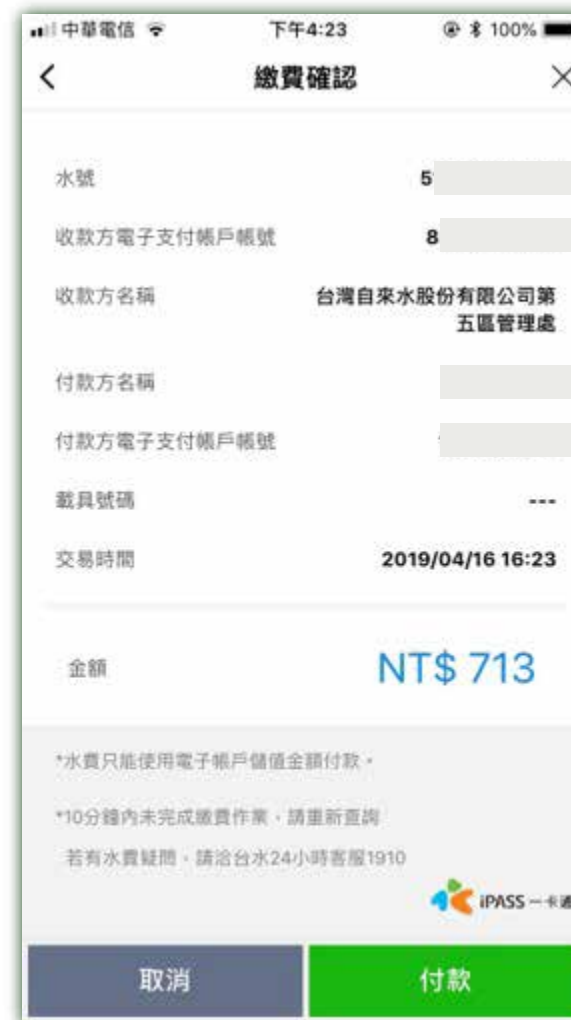 中華電信 下午4:23 100%
繳費確認
水號 5
收款方電子支付帳戶帳號 8
收款方名稱 台灣自來水股份有限公司第
五區管理處
付款方名稱
付款方電子支付帳戶帳號
載具號碼 ---
交易時間 2019/04/16 16:23
金額 NT$ 713
*水費只能使用電子帳戶儲值金額付款。
*10分鐘內未完成繳費作業,請重新查詢
若有水費疑問,請洽台水24小時客服1910
iPASS 一卡通
取消 付款